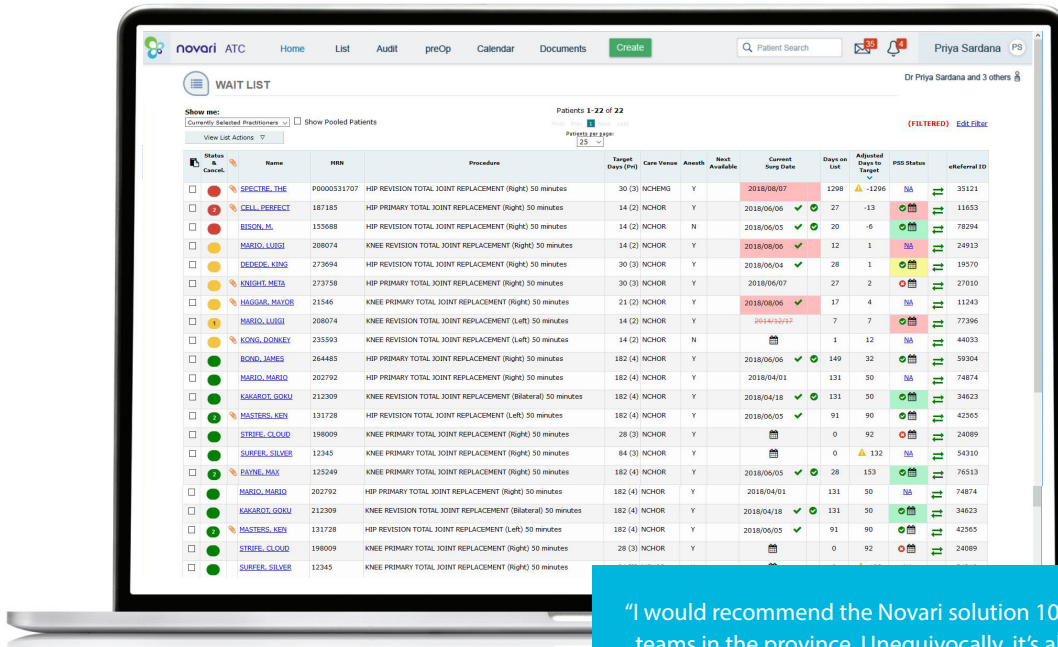 novari ATC Home List Audit preOp Calendar Documents Create Patient Search 35 4 Priya Sardana PS
WAIT LIST Dr Priya Sardana and 3 others
Show me: Patients 1-22 of 22
Currently Selected Practitioners Show Pooled Patients 1 (FILTERED) Edit Filter
View List Actions Patients per page:
25
Status & Cancel. Name MRN Procedure Target Days (Pri) Care Venue Anesth Next Available Current Surg Date Days on List Adjusted Days to Target PSS Status eReferral ID
SPECTRE, THE P0000531707 HIP REVISION TOTAL JOINT REPLACEMENT (Right) 50 minutes 30 (3) NCHEMG Y 2018/08/07 1298 -1296 NA 35121
2 CELL, PERFECT 187185 HIP PRIMARY TOTAL JOINT REPLACEMENT (Right) 50 minutes 14 (2) NCHOR Y 2018/06/06 27 -13 11653
BISON, M. 155688 HIP PRIMARY TOTAL JOINT REPLACEMENT (Right) 50 minutes 14 (2) NCHOR N 2018/06/05 20 -6 78294
MARIO, LUIGI 208074 KNEE REVISION TOTAL JOINT REPLACEMENT (Right) 50 minutes 14 (2) NCHOR Y 2018/08/06 12 1 NA 24913
DEDEDE, KING 273694 HIP REVISION TOTAL JOINT REPLACEMENT (Right) 50 minutes 30 (3) NCHOR Y 2018/06/04 28 1 19570
KNIGHT, META 273758 HIP PRIMARY TOTAL JOINT REPLACEMENT (Right) 50 minutes 30 (3) NCHOR Y 2018/06/07 27 2 27010
HAGGAR, MAYOR 21546 KNEE PRIMARY TOTAL JOINT REPLACEMENT (Right) 50 minutes 21 (2) NCHOR Y 2018/08/06 17 4 NA 11243
1 MARIO, LUIGI 208074 KNEE REVISION TOTAL JOINT REPLACEMENT (Left) 50 minutes 14 (2) NCHOR Y 2014/12/17 7 7 77396
KONG, DONKEY 235593 KNEE REVISION TOTAL JOINT REPLACEMENT (Left) 50 minutes 14 (2) NCHOR N 1 12 NA 44033
BOND, JAMES 264485 HIP PRIMARY TOTAL JOINT REPLACEMENT (Right) 50 minutes 182 (4) NCHOR Y 2018/06/06 149 32 59304
MARIO, MARIO 202792 HIP PRIMARY TOTAL JOINT REPLACEMENT (Right) 50 minutes 182 (4) NCHOR Y 2018/04/01 131 50 NA 74874
KAKAROT, GOKU 212309 KNEE REVISION TOTAL JOINT REPLACEMENT (Bilateral) 50 minutes 182 (4) NCHOR Y 2018/04/18 131 50 34623
2 MASTERS, KEN 131728 HIP REVISION TOTAL JOINT REPLACEMENT (Left) 50 minutes 182 (4) NCHOR Y 2018/06/05 91 90 42565
STRIFE, CLOUD 198009 KNEE PRIMARY TOTAL JOINT REPLACEMENT (Right) 50 minutes 28 (3) NCHOR Y 0 92 24089
SURFER, SILVER 12345 KNEE PRIMARY TOTAL JOINT REPLACEMENT (Right) 50 minutes 84 (3) NCHOR Y 0 132 NA 54310
2 PAYNE, MAX 125249 KNEE PRIMARY TOTAL JOINT REPLACEMENT (Right) 50 minutes 182 (4) NCHOR Y 2018/06/05 28 153 76513
MARIO, MARIO 202792 HIP PRIMARY TOTAL JOINT REPLACEMENT (Right) 50 minutes 182 (4) NCHOR Y 2018/04/01 131 50 NA 74874
KAKAROT, GOKU 212309 KNEE REVISION TOTAL JOINT REPLACEMENT (Bilateral) 50 minutes 182 (4) NCHOR Y 2018/04/18 131 50 34623
2 MASTERS, KEN 131728 HIP REVISION TOTAL JOINT REPLACEMENT (Left) 50 minutes 182 (4) NCHOR Y 2018/06/05 91 90 42565
STRIFE, CLOUD 198009 KNEE PRIMARY TOTAL JOINT REPLACEMENT (Right) 50 minutes 28 (3) NCHOR Y 0 92 24089
SURFER, SILVER 12345 KNEE PRIMARY TOTAL JOINT REPLACEMENT (Right) 50 minutes
“I would recommend the Novari solution 10
teams in the province. Unequivocally, it's